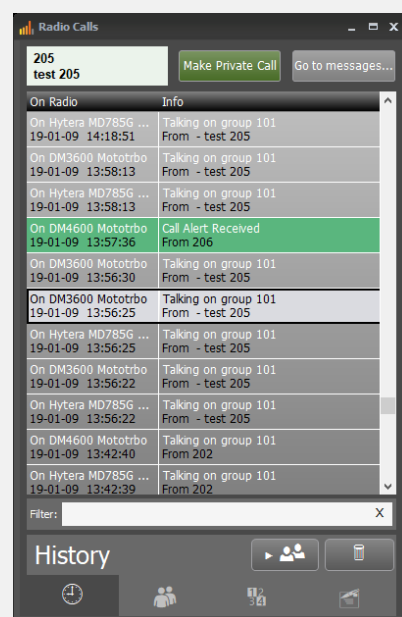 Radio Calls
205
test 205
Make Private Call
Go to messages...
On Radio Info
On Hytera MD785G ... Talking on group 101
19-01-09 14:18:51 From - test 205
On DM3600 Mototrbo Talking on group 101
19-01-09 13:58:13 From - test 205
On Hytera MD785G ... Talking on group 101
19-01-09 13:58:13 From - test 205
On DM4600 Mototrbo Call Alert Received
19-01-09 13:57:36 From 206
On DM3600 Mototrbo Talking on group 101
19-01-09 13:56:30 From - test 205
On DM3600 Mototrbo Talking on group 101
19-01-09 13:56:25 From - test 205
On Hytera MD785G ... Talking on group 101
19-01-09 13:56:25 From - test 205
On DM3600 Mototrbo Talking on group 101
19-01-09 13:56:22 From - test 205
On Hytera MD785G ... Talking on group 101
19-01-09 13:56:22 From - test 205
On DM4600 Mototrbo Talking on group 101
19-01-09 13:42:40 From 202
On Hytera MD785G ... Talking on group 101
19-01-09 13:42:39 From 202
Filter: X
History
1 2
3 4